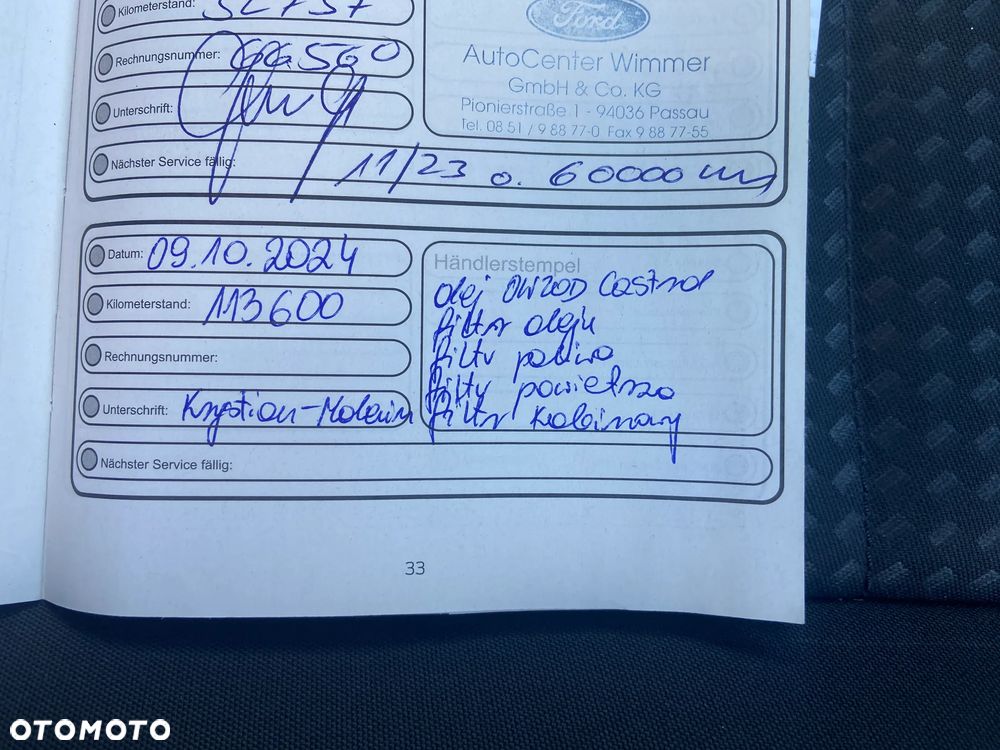 Kilometerstand:
Ford
Rechnungsnummer:
AutoCenter Wimmer
GmbH & Co. KG
Unterschrift:
Pionierstraße 1 - 94036 Passau
Tel. 08 51 / 9 88 77-0 Fax 9 88 77-55
Nächster Service fällig: 11/23 o. 60000 km
Datum: 09.10.2024
Kilometerstand: 113600
Rechnungsnummer:
Unterschrift: Krystian
Nächster Service fällig:
Händlerstempel
olej 0W20D Castrol
filtr oleju
filtr paliwa
filtr powietrza
filtr kabinowy
33
OTOMOTO